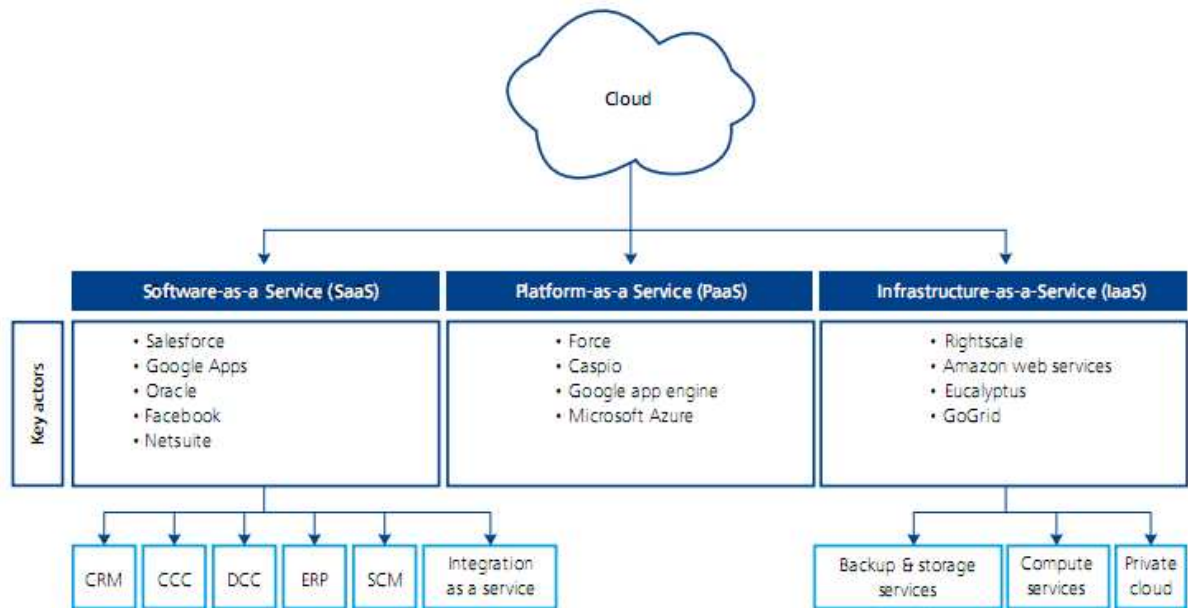 Cloud
Software-as-a Service (SaaS)
Platform-as-a Service (PaaS)
Infrastructure-as-a-Service (IaaS)
Key actors
• Salesforce
• Google Apps
• Oracle
• Facebook
• Netsuite
• Force
• Caspio
• Google app engine
• Microsoft Azure
• Rightscale
• Amazon web services
• Eucalyptus
• GoGrid
CRM
CCC
DCC
ERP
SCM
Integration
as a service
Backup & storage
services
Compute
services
Private
cloud